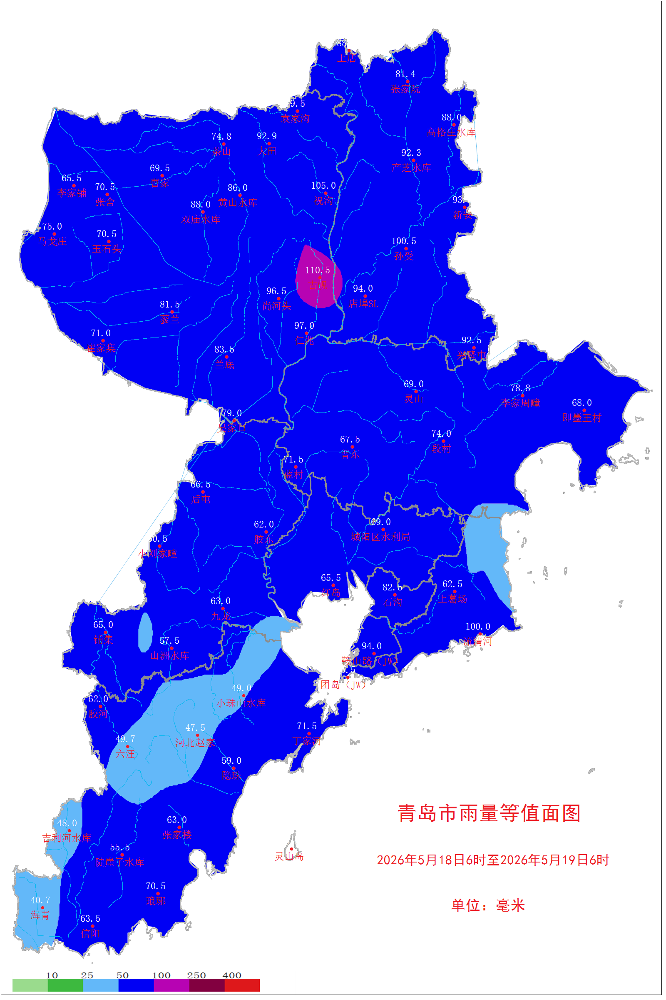 88
上店
81.4
张家院
9.5
袁家沟
88.0
高格庄水库
74.8
茶山
92.9
大田
92.3
产芝水库
69.5
曹家
65.5
李家铺
70.5
张舍
86.0
黄山水库
105.0
祝沟
88.0
双庙水库
93.
新安
75.0
马戈庄
70.5
玉石头
100.5
孙受
110.5
古岘
96.5
尚河头
94.0
店埠SL
81.5
蓼兰
97.0
仁兆
71.0
崔家集
92.5
兴隆屯
83.5
兰底
69.0
灵山
78.8
李家周疃
68.0
即墨王村
79.0
吴家口
67.5
普东
74.0
段村
71.5
蓝村
66.5
后屯
62.0
胶东
69.0
城阳区水利局
0.5
小刘家疃
65.5
红岛
82.5
石沟
62.5
上葛场
63.0
九龙
65.0
铺集
100.0
流清河
57.5
山洲水库
94.0
鞍山路（JW）
.5
团岛（JW）
49.0
小珠山水库
62.0
胶河
47.5
河北赵家
71.5
丁家河
49.7
六汪
59.0
隐珠
青岛市雨量等值面图
63.0
张家楼
48.0
吉利河水库
灵山岛
55.5
陡崖子水库
2026年5月18日6时至2026年5月19日6时
70.5
琅琊
40.7
海青
单位：毫米
63.5
信阳
10 25 50 100 250 400